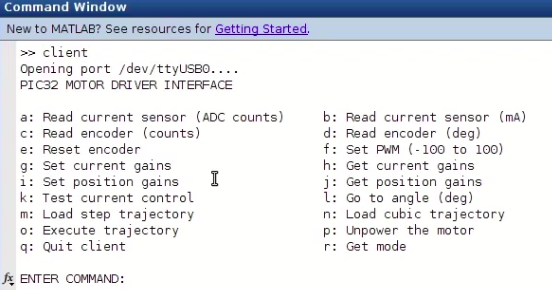 Command Window
New to MATLAB? See resources for Getting Started.
>> client
Opening port /dev/ttyUSB0....
PIC32 MOTOR DRIVER INTERFACE
a: Read current sensor (ADC counts) b: Read current sensor (mA)
c: Read encoder (counts) d: Read encoder (deg)
e: Reset encoder f: Set PWM (-100 to 100)
g: Set current gains h: Get current gains
i: Set position gains j: Get position gains
k: Test current control l: Go to angle (deg)
m: Load step trajectory n: Load cubic trajectory
o: Execute trajectory p: Unpower the motor
q: Quit client r: Get mode
fx ENTER COMMAND: